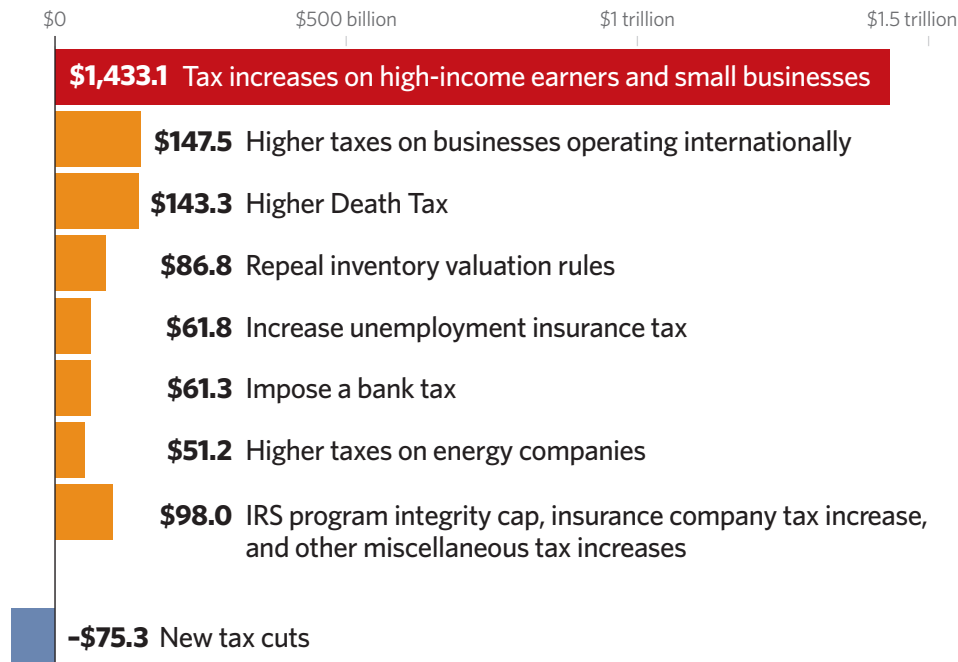 $0 $500 billion $1 trillion $1.5 trillion
$1,433.1 Tax increases on high-income earners and small businesses
$147.5 Higher taxes on businesses operating internationally
$143.3 Higher Death Tax
$86.8 Repeal inventory valuation rules
$61.8 Increase unemployment insurance tax
$61.3 Impose a bank tax
$51.2 Higher taxes on energy companies
$98.0 IRS program integrity cap, insurance company tax increase,
and other miscellaneous tax increases
–$75.3 New tax cuts